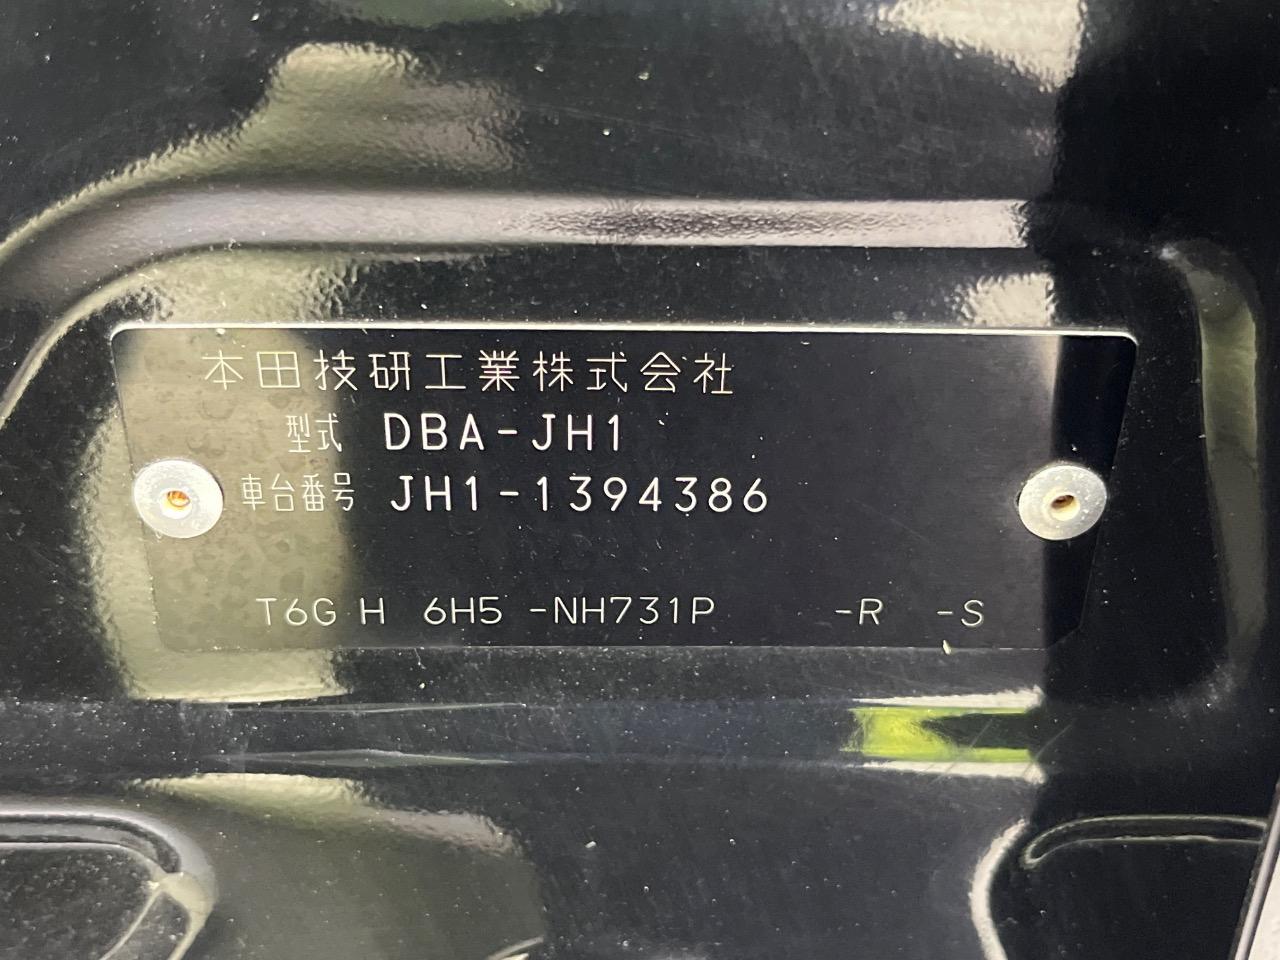 本田技研工業株式会社
型式 DBA-JH1
車台番号 JH1-1394386
T6G H 6H5 -NH731P -R -S